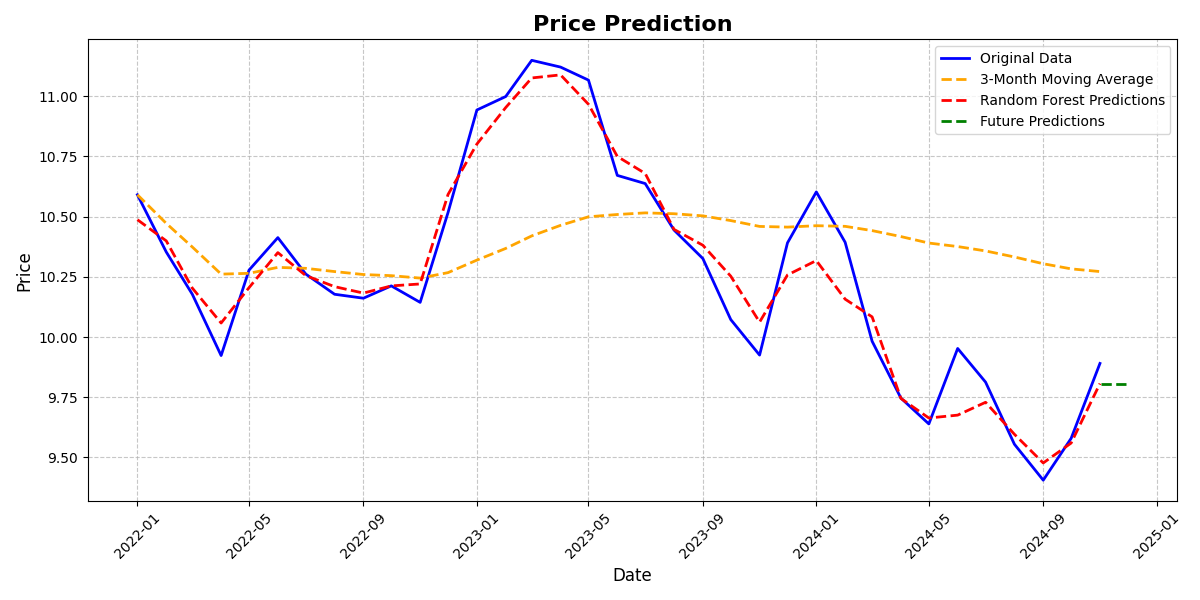 Price Prediction
Original Data
3-Month Moving Average
Random Forest Predictions
Future Predictions
Price
11.00
10.75
10.50
10.25
10.00
9.75
9.50
2022-01
2022-05
2022-09
2023-01
2023-05
2023-09
2024-01
2024-05
2024-09
2025-01
Date